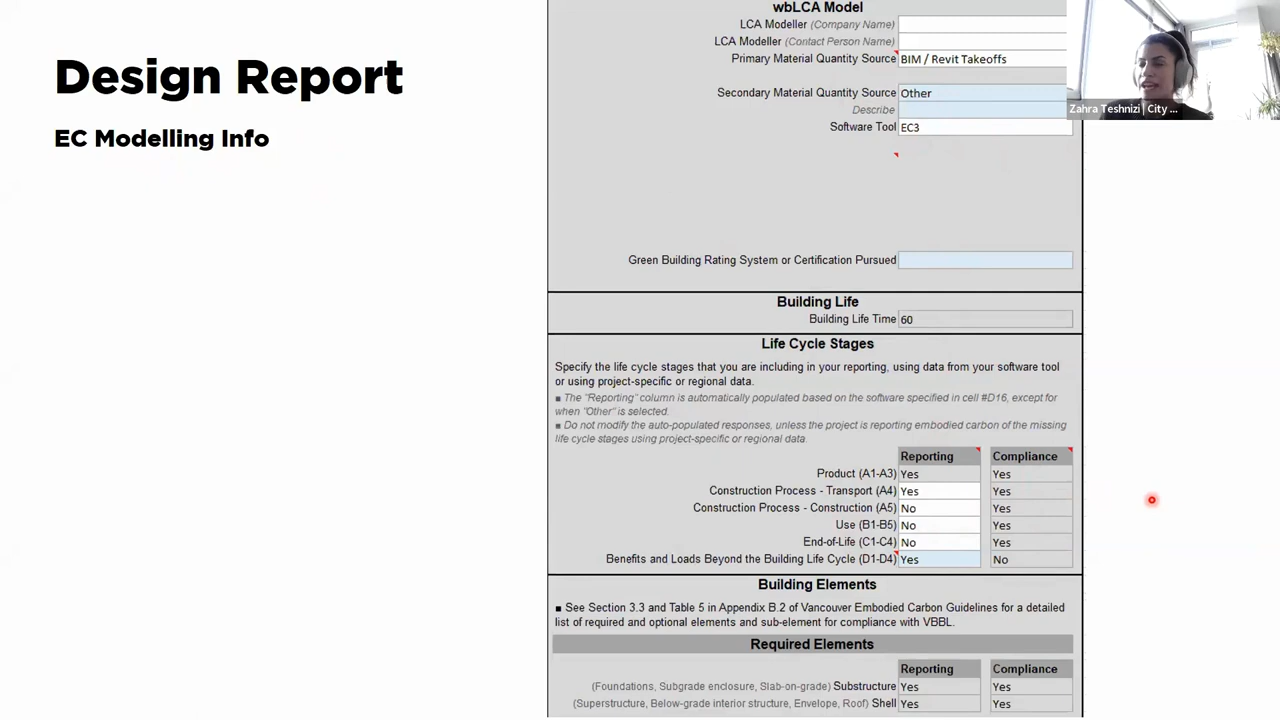 Design Report
EC Modelling Info
wbLCA Model
LCA Modeller (Company Name)
LCA Modeller (Contact Person Name)
Primary Material Quantity Source BIM / Revit Takeoffs
Secondary Material Quantity Source Other
Describe
Software Tool EC3
Green Building Rating System or Certification Pursued
Building Life
Building Life Time 60
Life Cycle Stages
Specify the life cycle stages that you are including in your reporting, using data from your software tool
or using project-specific or regional data.
■ The "Reporting" column is automatically populated based on the software specified in cell #D16, except for
when "Other" is selected.
■ Do not modify the auto-populated responses, unless the project is reporting embodied carbon of the missing
life cycle stages using project-specific or regional data.
Reporting Compliance
Product (A1-A3) Yes Yes
Construction Process - Transport (A4) Yes Yes
Construction Process - Construction (A5) No Yes
Use (B1-B5) No Yes
End-of-Life (C1-C4) No Yes
Benefits and Loads Beyond the Building Life Cycle (D1-D4) Yes No
Building Elements
■ See Section 3.3 and Table 5 in Appendix B.2 of Vancouver Embodied Carbon Guidelines for a detailed
list of required and optional elements and sub-element for compliance with VBBL.
Required Elements
Reporting Compliance
(Foundations, Subgrade enclosure, Slab-on-grade) Substructure Yes Yes
(Superstructure, Below-grade interior structure, Envelope, Roof) Shell Yes Yes
Zahra Teshnizi | City ...